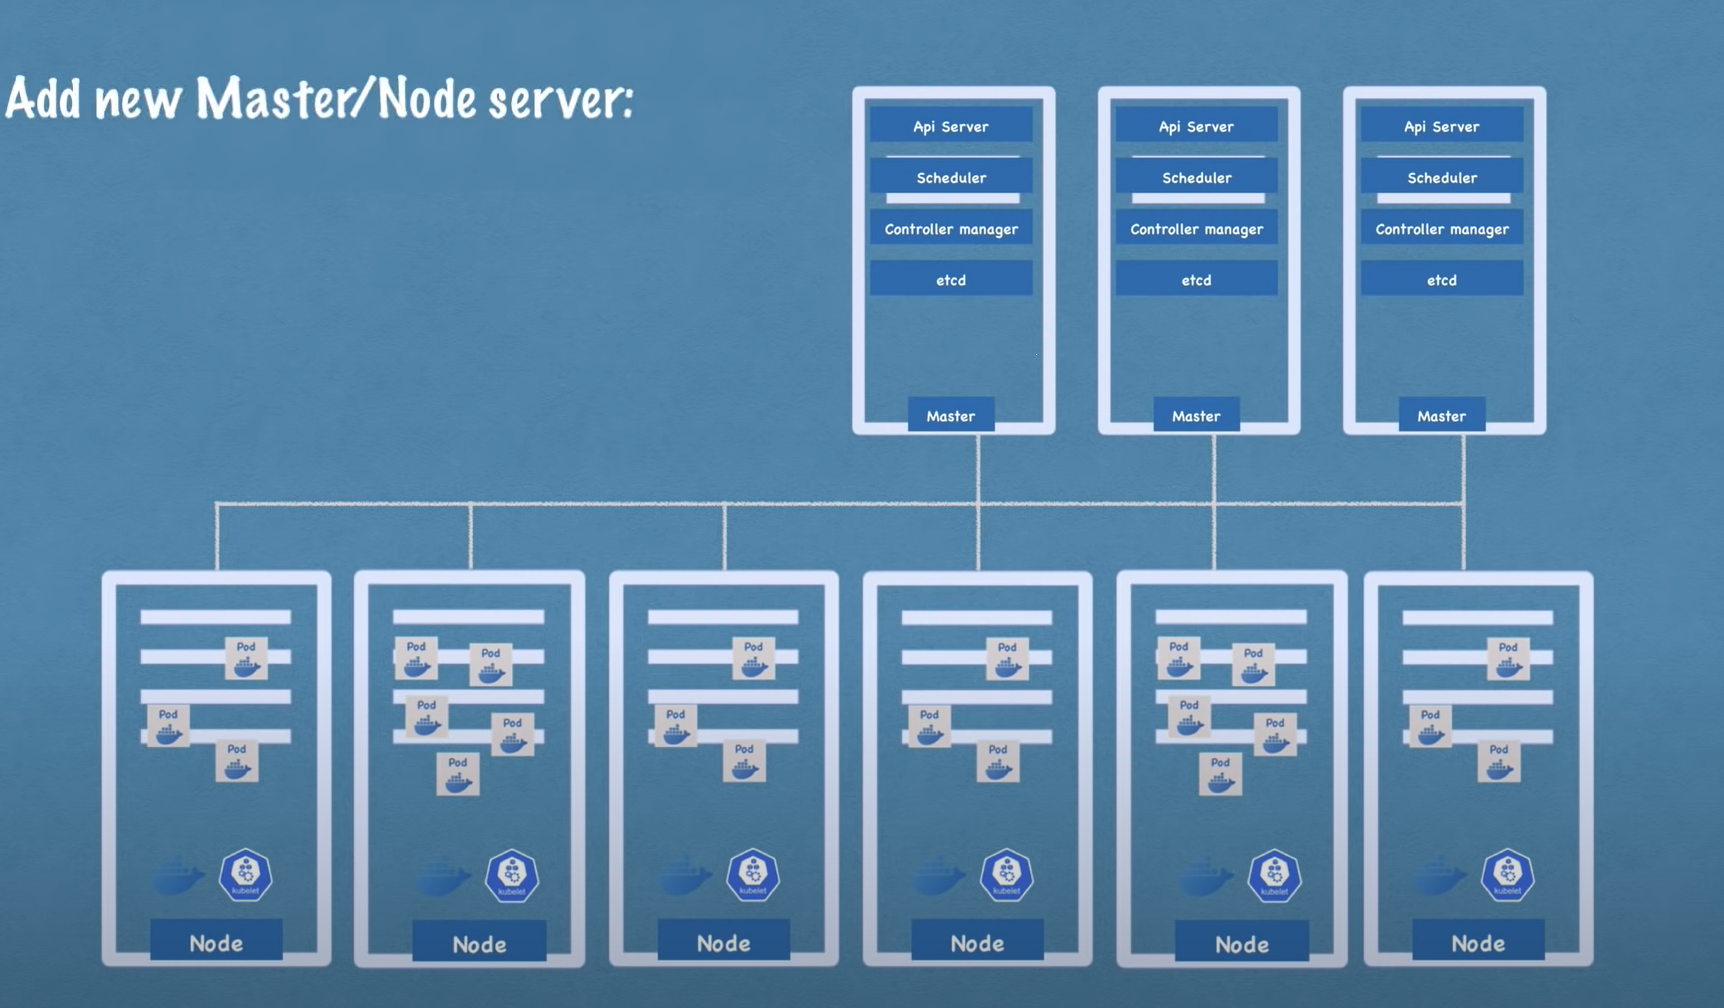 Add new Master/Node server:
Api Server
Scheduler
Controller manager
etcd
Master
Api Server
Scheduler
Controller manager
etcd
Master
Api Server
Scheduler
Controller manager
etcd
Master
Pod
Pod
Pod
kubelet
Node
Pod
Pod
Pod
Pod
Pod
kubelet
Node
Pod
Pod
Pod
kubelet
Node
Pod
Pod
Pod
kubelet
Node
Pod
Pod
Pod
Pod
Pod
kubelet
Node
Pod
Pod
Pod
kubelet
Node